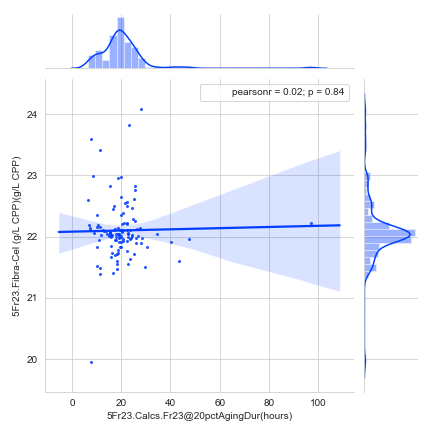 pearsonr = 0.02; p = 0.84
24
23
22
21
20
5Fr23.Fibra-Cel (g/L CPP)(g/L CPP)
0 20 40 60 80 100
5Fr23.Calcs.Fr23@20pctAgingDur(hours)